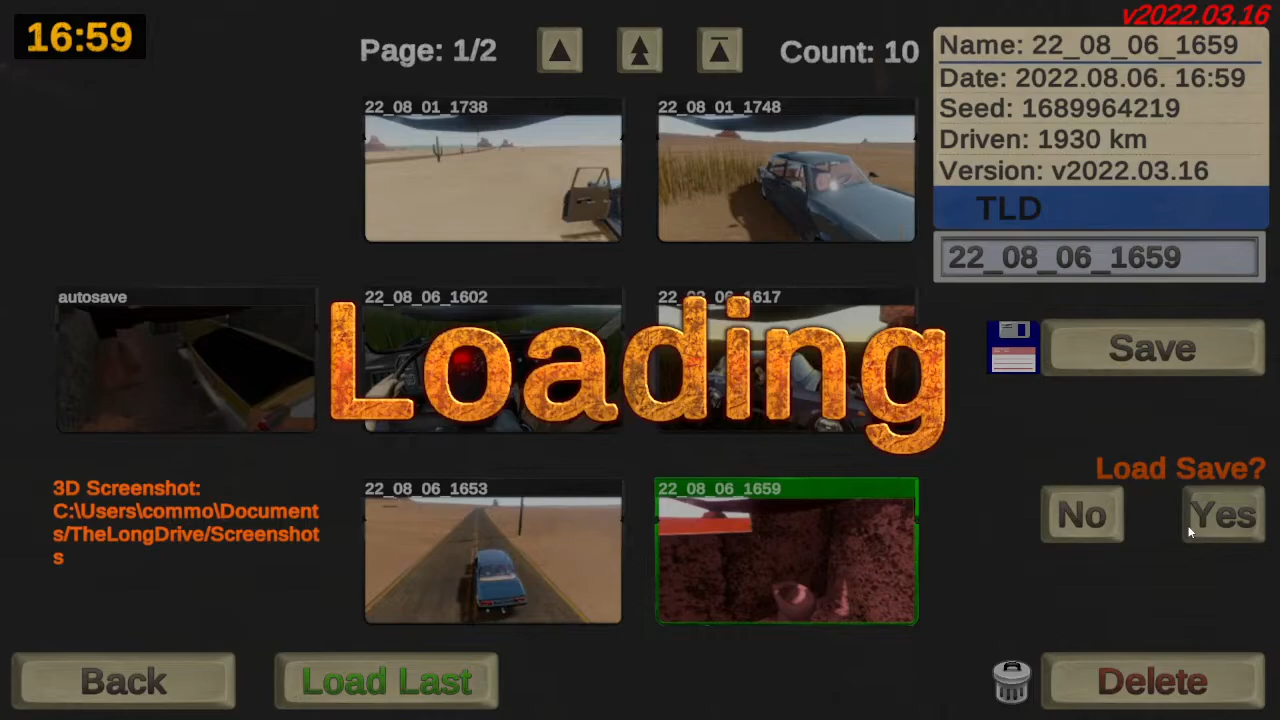 16:59
Page: 1/2
Count: 10
v2022.03.16
Name: 22_08_06_1659
Date: 2022.08.06. 16:59
Seed: 1689964219
Driven: 1930 km
Version: v2022.03.16
TLD
22_08_06_1659
22_08_01_1738
22_08_01_1748
autosave
22_08_06_1602
22_08_06_1617
Loading
Save
Load Save?
No
Yes
3D Screenshot:
C:\Users\commo\Document
s/TheLongDrive/Screenshot
s
22_08_06_1653
22_08_06_1659
Back
Load Last
Delete